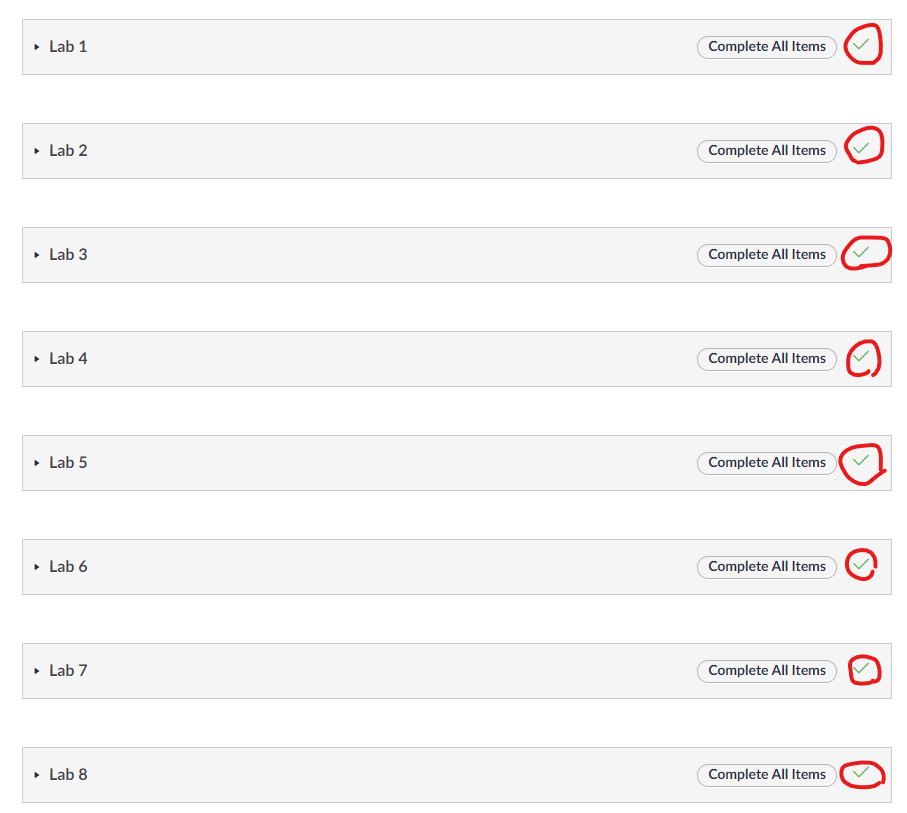 Lab 1 Complete All Items
Lab 2 Complete All Items
Lab 3 Complete All Items
Lab 4 Complete All Items
Lab 5 Complete All Items
Lab 6 Complete All Items
Lab 7 Complete All Items
Lab 8 Complete All Items